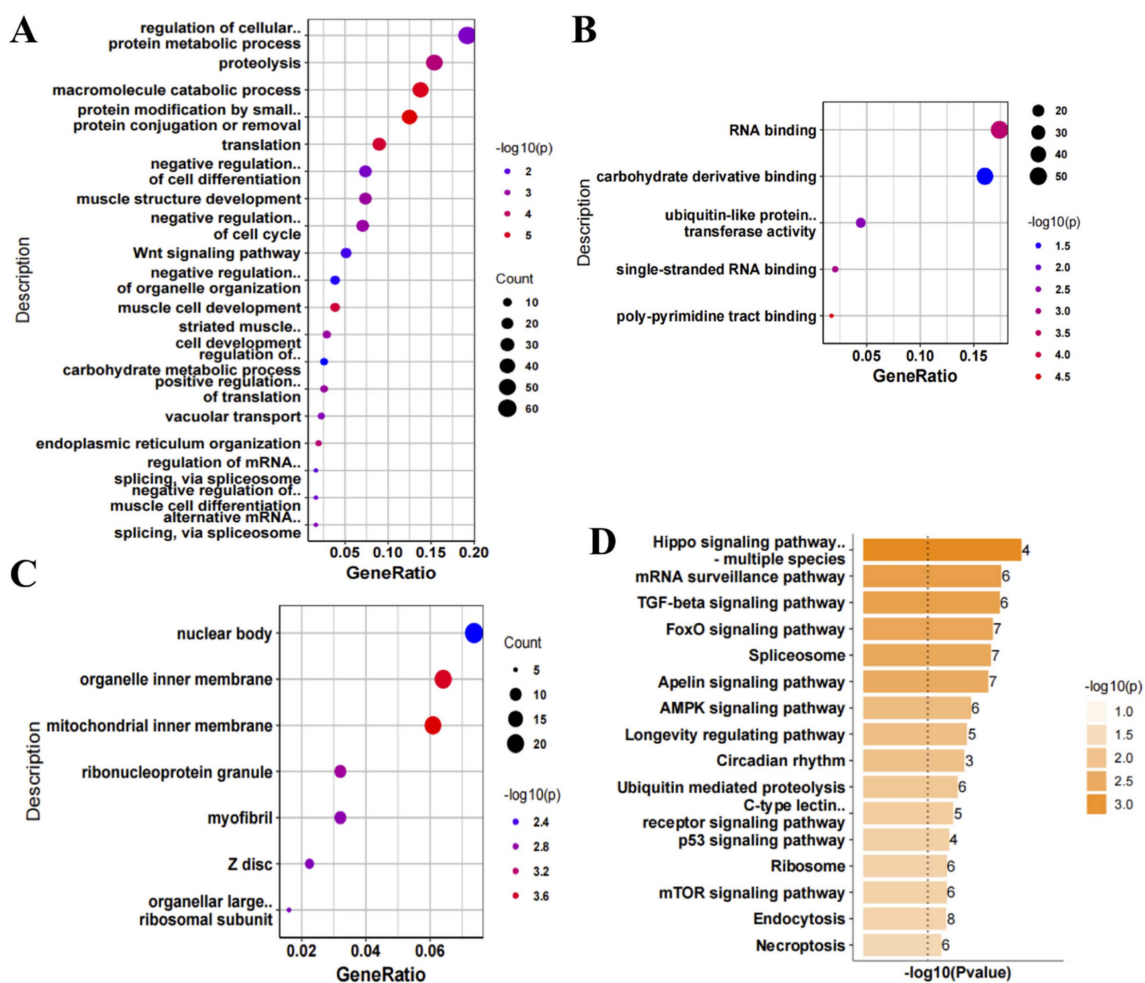 A
regulation of cellular..
protein metabolic process
proteolysis
macromolecule catabolic process
protein modification by small..
protein conjugation or removal
translation
negative regulation..
of cell differentiation
muscle structure development
negative regulation..
of cell cycle
Wnt signaling pathway
negative regulation..
of organelle organization
muscle cell development
striated muscle..
cell development
regulation of..
carbohydrate metabolic process
positive regulation..
of translation
vacuolar transport
endoplasmic reticulum organization
regulation of mRNA..
splicing, via spliceosome
negative regulation of..
muscle cell differentiation
alternative mRNA..
splicing, via spliceosome
Description
0.05 0.10 0.15 0.20
GeneRatio
-log10(p)
2
3
4
5
Count
10
20
30
40
50
60
B
RNA binding
carbohydrate derivative binding
ubiquitin-like protein..
transferase activity
single-stranded RNA binding
poly-pyrimidine tract binding
Description
0.05 0.15
GeneRatio
20
30
40
50
-log10(p)
1.5
2.0
2.5
3.0
3.5
4.0
4.5
C
nuclear body
organelle inner membrane
mitochondrial inner membrane
ribonucleoprotein granule
myofibril
Z disc
organellar large..
ribosomal subunit
Description
0.02 0.04 0.06
GeneRatio
Count
5
10
15
20
-log10(p)
2.4
2.8
3.2
3.6
D
Hippo signaling pathway..
- multiple species 4
mRNA surveillance pathway 6
TGF-beta signaling pathway 6
FoxO signaling pathway 7
Spliceosome 7
Apelin signaling pathway 7
AMPK signaling pathway 6
Longevity regulating pathway 5
Circadian rhythm 3
Ubiquitin mediated proteolysis 6
C-type lectin..
receptor signaling pathway 5
p53 signaling pathway 4
Ribosome 6
mTOR signaling pathway 6
Endocytosis 8
Necroptosis 6
-log10(Pvalue)
-log10(p)
1.0
1.5
2.0
2.5
3.0